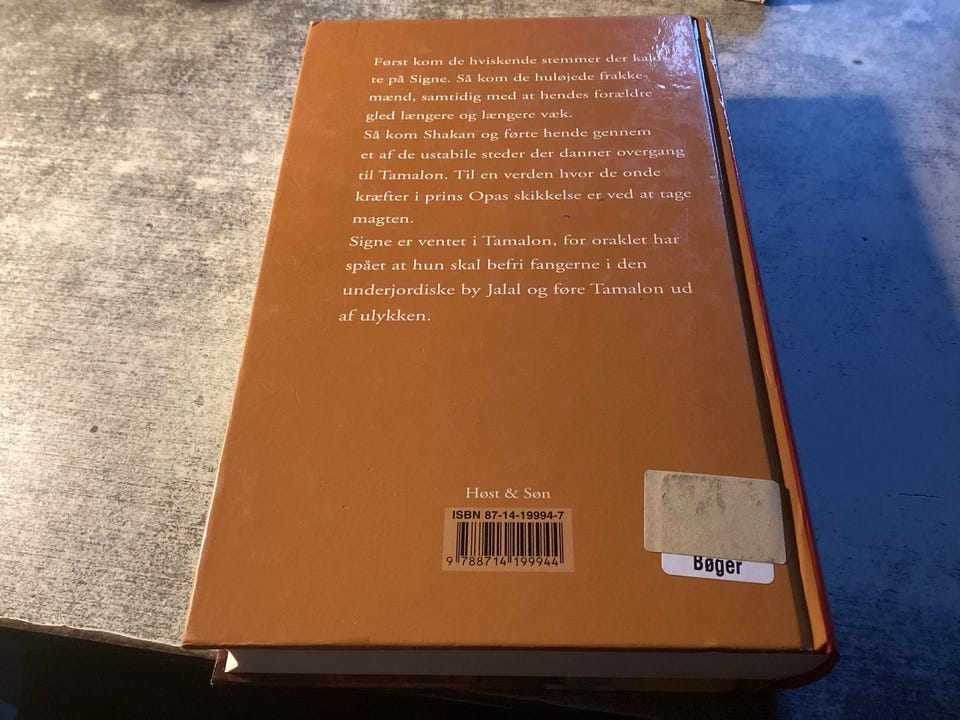 Først kom de hviskende stemmer der kald-
te på Signe. Så kom de huløjede frakke-
mænd, samtidig med at hendes forældre
gled længere og længere væk.
Så kom Shakan og førte hende gennem
et af de ustabile steder der danner overgang
til Tamalon. Til en verden hvor de onde
kræfter i prins Opas skikkelse er ved at tage
magten.
Signe er ventet i Tamalon, for oraklet har
spået at hun skal befri fangerne i den
underjordiske by Jalal og føre Tamalon ud
af ulykken.
Høst & Søn
ISBN 87-14-19994-7
9 788714 199944
Bøger